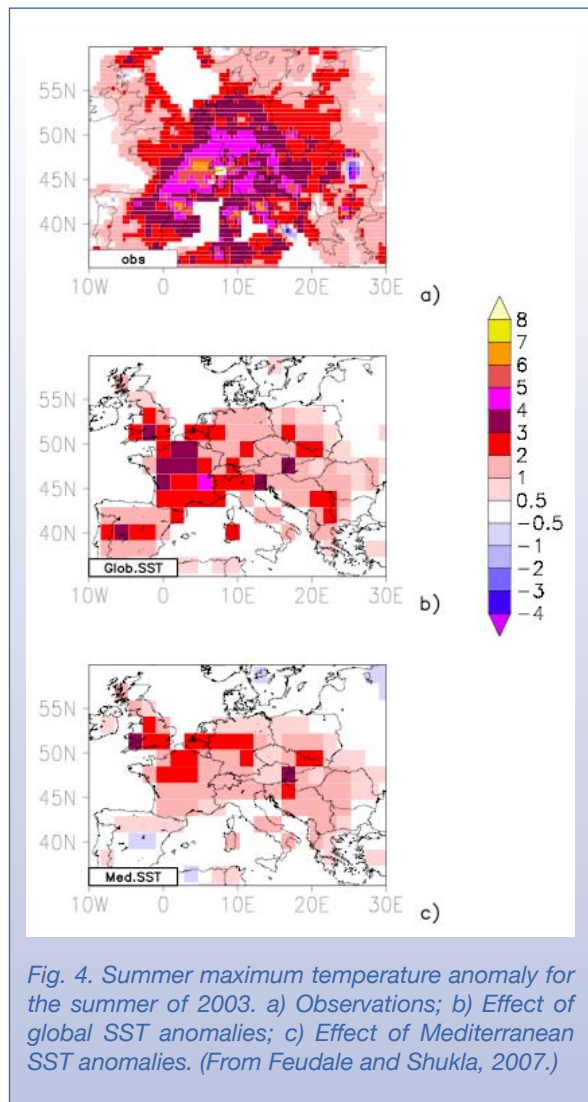 55N
50N
45N
40N
obs
10W 0 10E 20E 30E
a)
55N
50N
45N
40N
Glob.SST
10W 0 10E 20E 30E
b)
55N
50N
45N
40N
Med.SST
10W 0 10E 20E 30E
c)
8
7
6
5
4
3
2
1
0.5
-0.5
-1
-2
-3
-4
Fig. 4. Summer maximum temperature anomaly for
the summer of 2003. a) Observations; b) Effect of
global SST anomalies; c) Effect of Mediterranean
SST anomalies. (From Feudale and Shukla, 2007.)